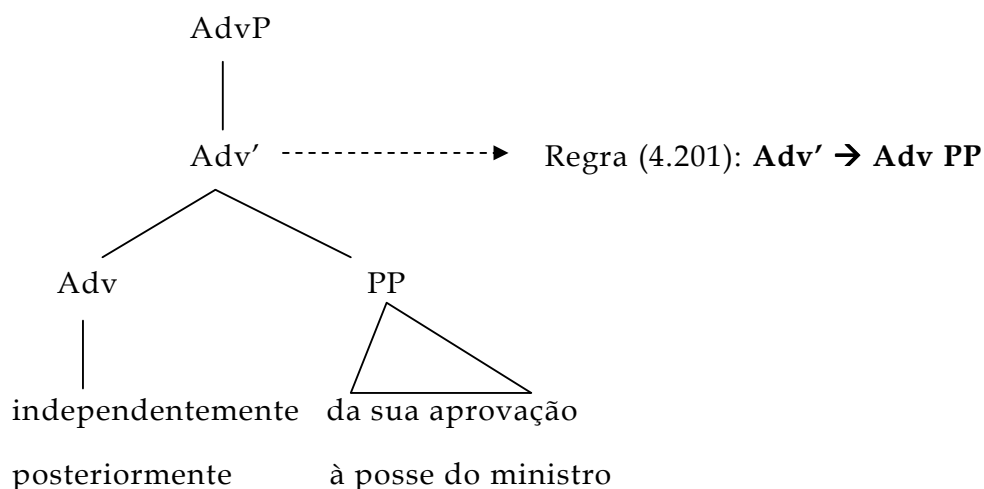 AdvP
Adv’ Regra (4.201): Adv’ → Adv PP
Adv PP
independentemente da sua aprovação
posteriormente à posse do ministro